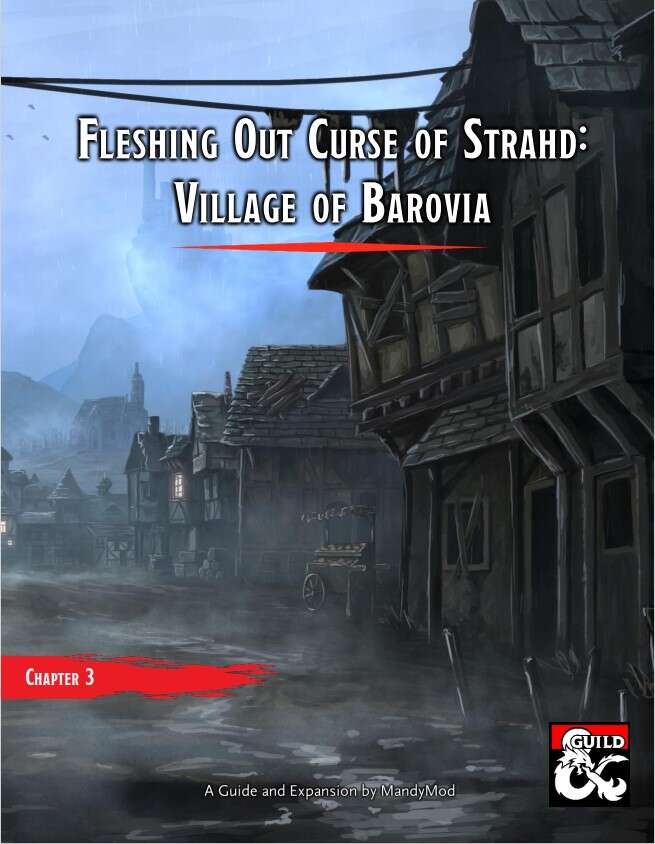 Fleshing Out Curse of Strahd:
Village of Barovia
Chapter 3
GUILD
A Guide and Expansion by MandyMod